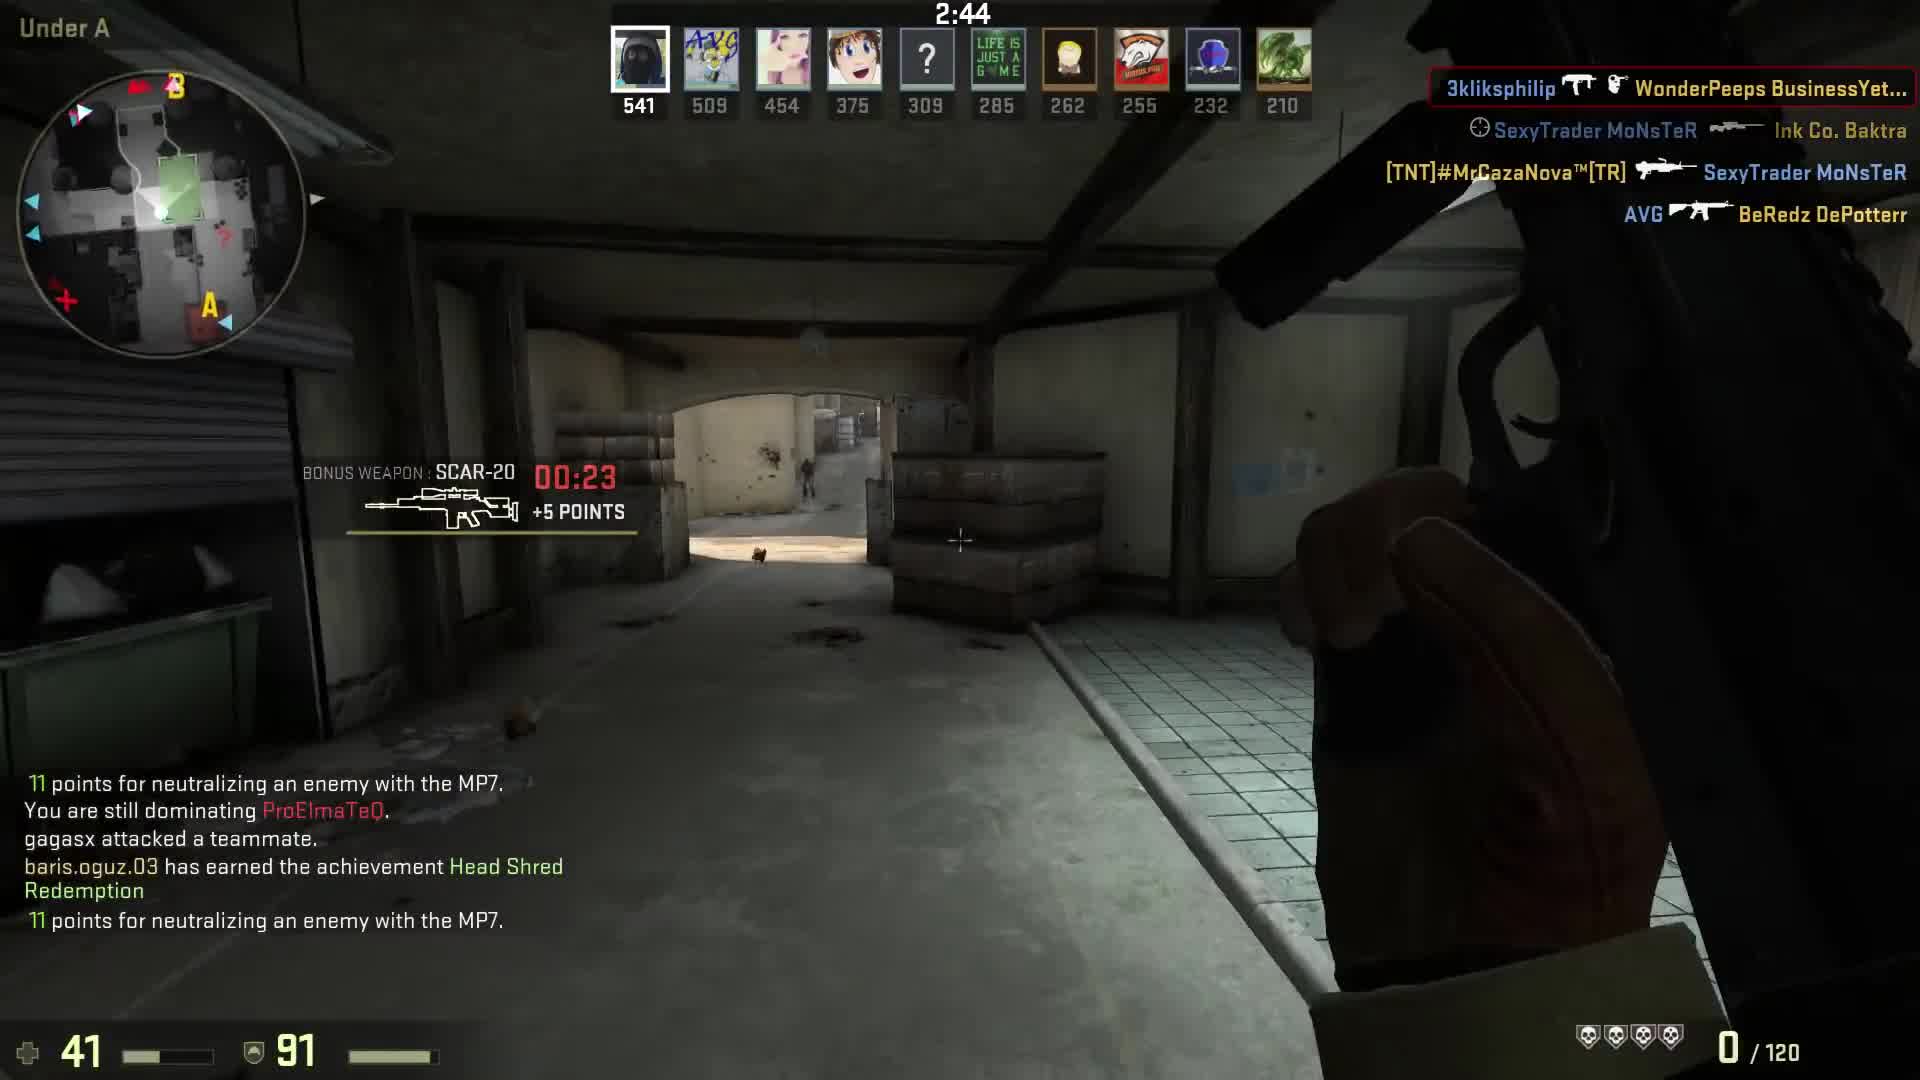 Under A
2:44
B
A
?
?
LIFE IS
JUST A
G ME
541
509
454
375
309
285
262
255
232
210
3kliksphilip WonderPeeps BusinessYet...
SexyTrader MoNsTeR Ink Co. Baktra
[TNT]#MrCazaNova™[TR] SexyTrader MoNsTeR
AVG BeRedz DePotterr
BONUS WEAPON : SCAR-20
00:23
+5 POINTS
11 points for neutralizing an enemy with the MP7.
You are still dominating ProElmaTeQ.
gagasx attacked a teammate.
baris.oguz.03 has earned the achievement Head Shred
Redemption
11 points for neutralizing an enemy with the MP7.
41
91
0 / 120